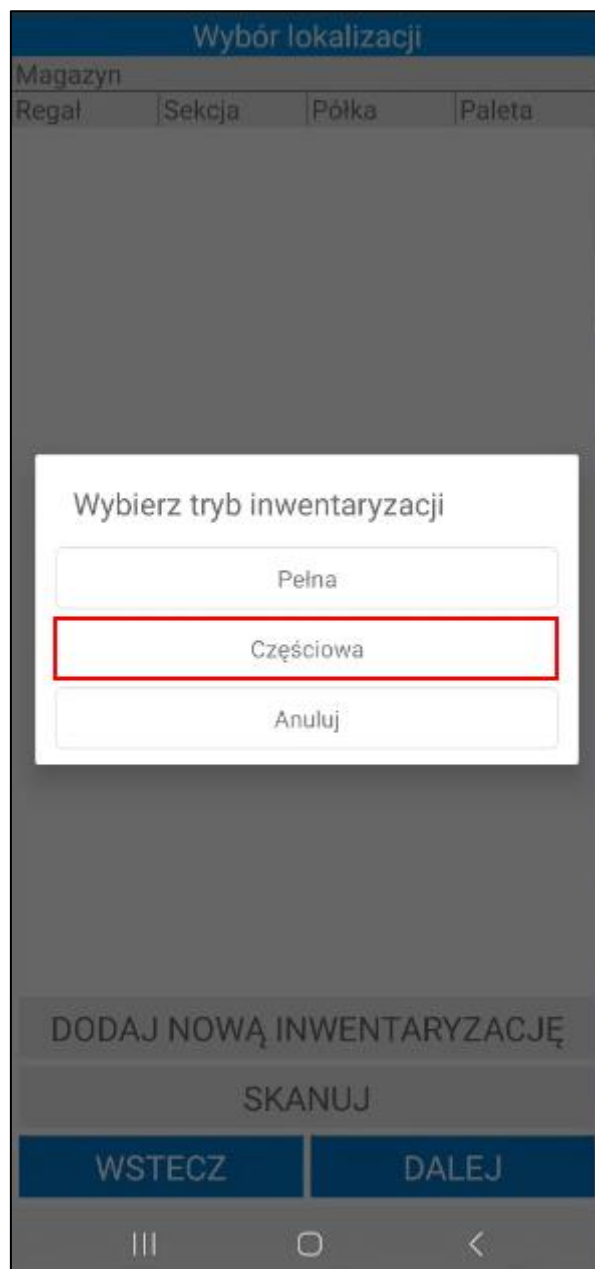 Wybór lokalizacji
Magazyn
Regał Sekcja Półka Paleta
Wybierz tryb inwentaryzacji
Pełna
Częściowa
Anuluj
DODAJ NOWĄ INWENTARYZACJĘ
SKANUJ
WSTECZ DALEJ